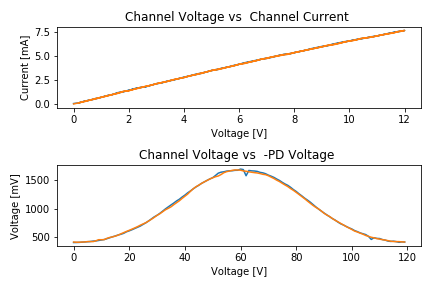 Channel Voltage vs  Channel Current
7.5
5.0
2.5
0.0
Current [mA]
0 2 4 6 8 10 12
Voltage [V]
Channel Voltage vs  -PD Voltage
1500
1000
500
Voltage [mV]
0 20 40 60 80 100 120
Voltage [V]